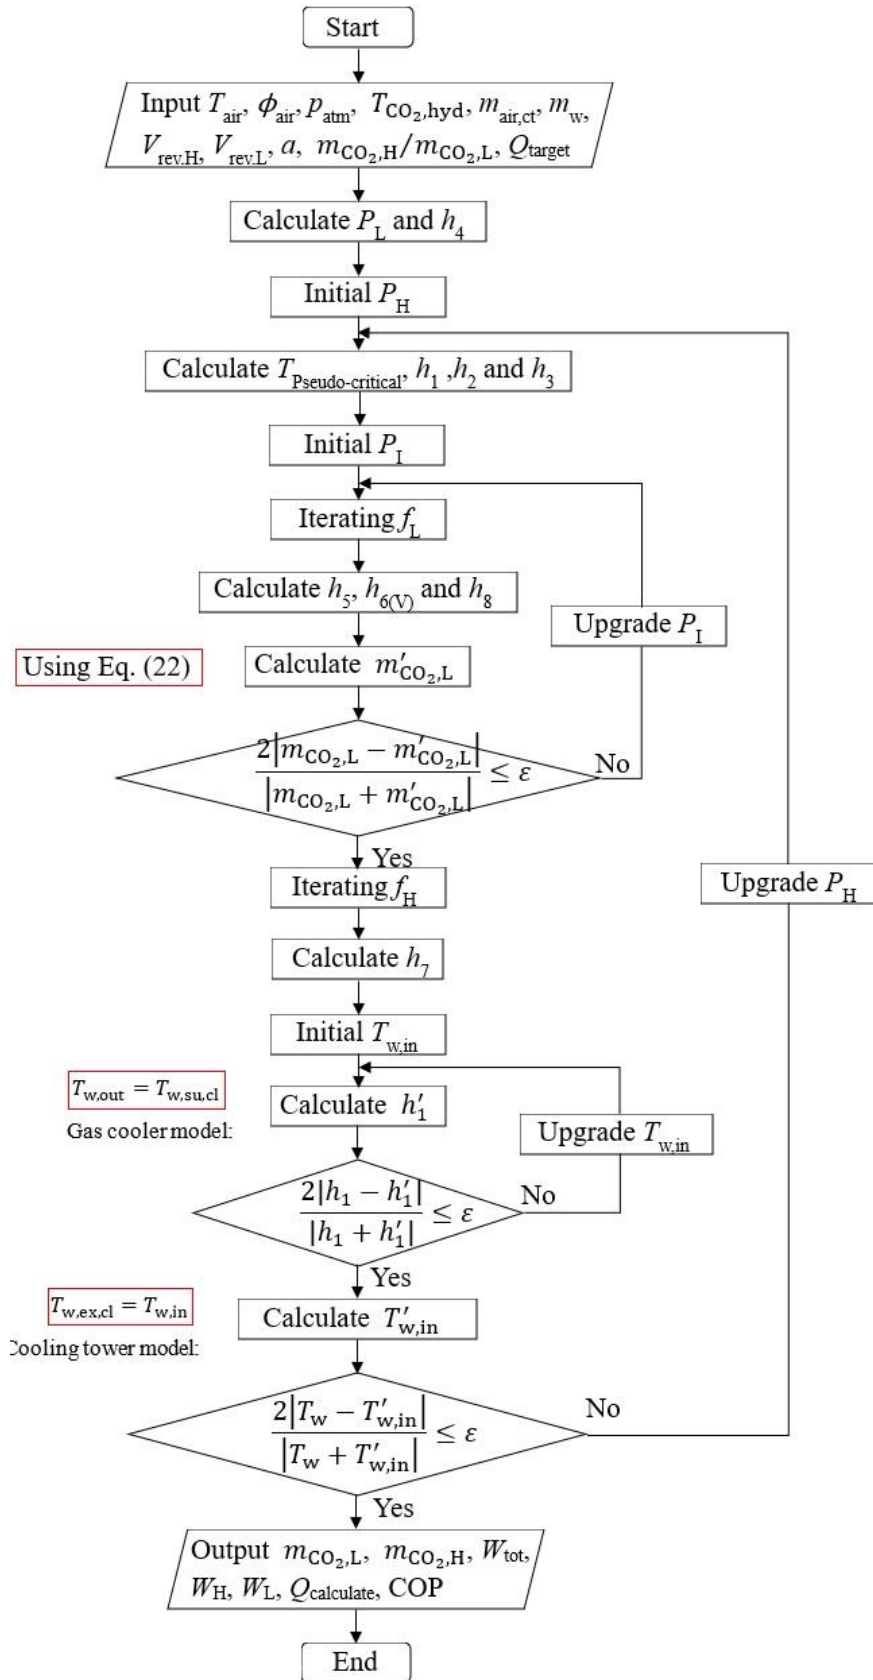 Start
Input T_air, ϕ_air, p_atm, T_CO₂,hyd, m_air,ct, m_w,
V_rev.H, V_rev.L, a, m_CO₂,H/m_CO₂,L, Q_target
Calculate P_L and h_4
Initial P_H
Calculate T_Pseudo-critical, h_1 ,h_2 and h_3
Initial P_I
Iterating f_L
Calculate h_5, h_6(V) and h_8
Upgrade P_I
Using Eq. (22)
Calculate m′_CO₂,L
2|m_CO₂,L − m′_CO₂,L|
/ |m_CO₂,L + m′_CO₂,L| ≤ ε
No
Yes
Iterating f_H
Upgrade P_H
Calculate h_7
Initial T_w,in
T_w,out = T_w,su,cl
Calculate h′_1
Gas cooler model:
Upgrade T_w,in
2|h_1 − h′_1|
/ |h_1 + h′_1| ≤ ε
No
Yes
T_w,ex,cl = T_w,in
Calculate T′_w,in
Cooling tower model:
2|T_w − T′_w,in|
/ |T_w + T′_w,in| ≤ ε
No
Yes
Output m_CO₂,L, m_CO₂,H, W_tot,
W_H, W_L, Q_calculate, COP
End